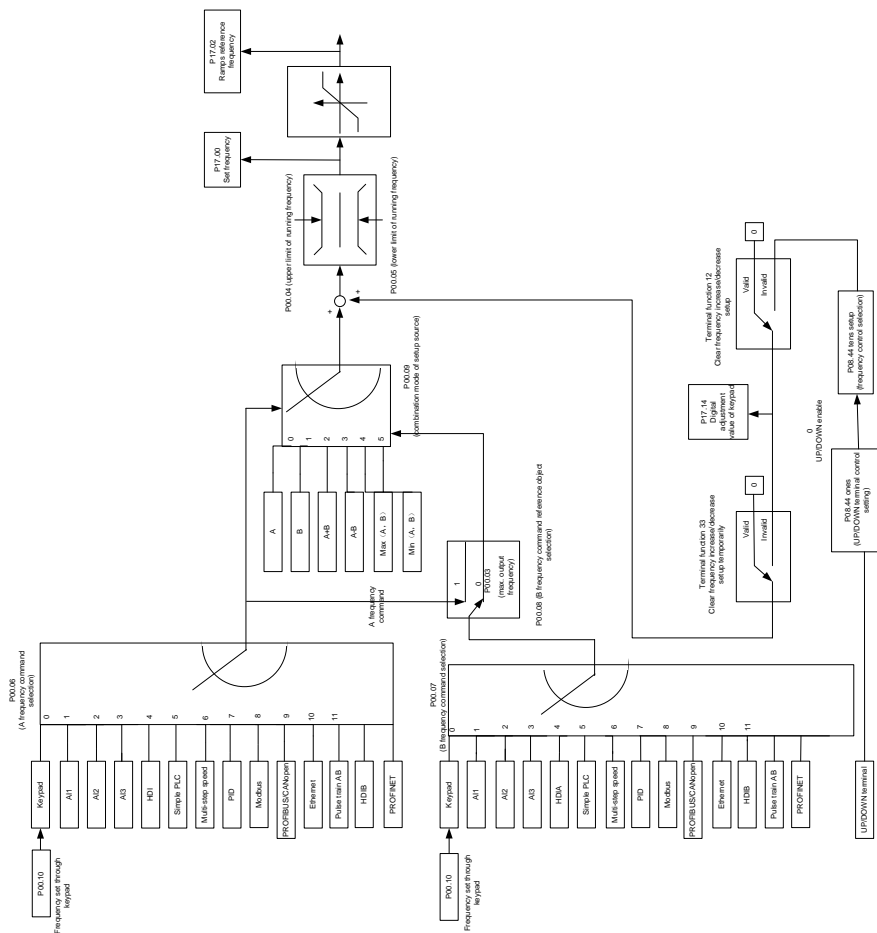 P17.02
Ramps reference
frequency
P17.00
Set frequency
P00.04 (upper limit of running frequency)
P00.05 (lower limit of running frequency)
+
+
P00.09
(combination mode of setup source)
0
1
2
3
4
5
A
B
A+B
A-B
Max (A, B)
Min (A, B)
A frequency
command
1
0
P00.03
(max. output
frequency)
P00.08 (B frequency command reference object
selection)
P00.06
(A frequency command
selection)
0
1
2
3
4
5
6
7
8
9
10
11
Keypad
AI1
AI2
AI3
HDI
Simple PLC
Multi-step speed
PID
Modbus
PROFIBUS/CANopen
Ethernet
Pulse train AB
HDIB
PROFINET
P00.10
Frequency set through
keypad
P00.07
(B frequency command selection)
0
1
2
3
4
5
6
7
8
9
10
11
Keypad
AI1
AI2
AI3
HDIA
Simple PLC
Multi-step speed
PID
Modbus
PROFIBUS/CANopen
Ethernet
HDIB
Pulse train AB
PROFINET
P00.10
Frequency set through
keypad
UP/DOWN terminal
Terminal function 12
Clear frequency increase/decrease
setup
Valid
Invalid
0
P17.14
Digital
adjustment
value of keypad
Terminal function 33
Clear frequency increase/decrease
setup temporarily
Valid
Invalid
0
P08.44 tens setup
(frequency control selection)
0
UP/DOWN enable
P08.44 ones
(UP/DOWN terminal control
setting)